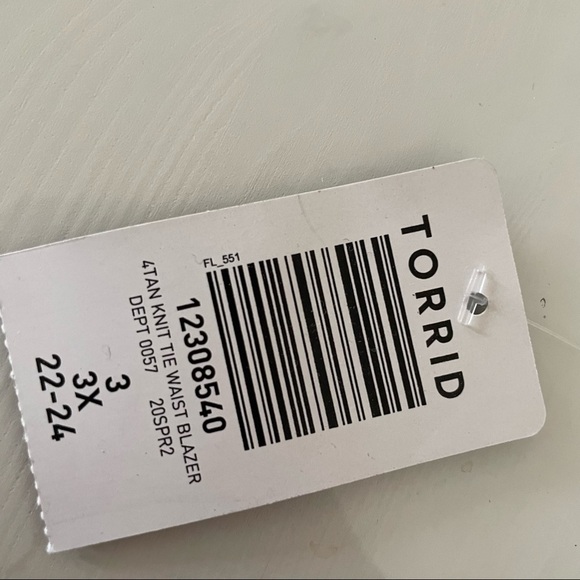 TORRID
FL_551
12308540
4TAN KNIT TIE WAIST BLAZER
DEPT 0057 20SPR2
3
3X
22-24